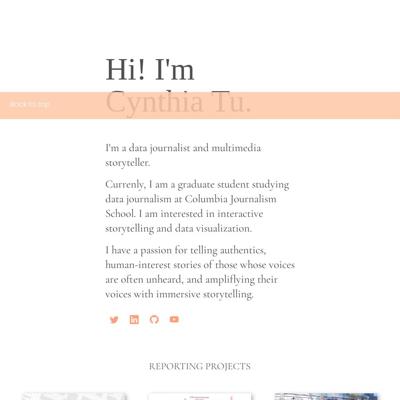 Hi! I'm
Back to top
Cynthia Tu.
I'm a data journalist and multimedia
storyteller.
Currenly, I am a graduate student studying
data journalism at Columbia Journalism
School. I am interested in interactive
storytelling and data visualization.
I have a passion for telling authentics,
human-interest stories of those whose voices
are often unheard, and ampliflying their
voices with immersive storytelling.
REPORTING PROJECTS